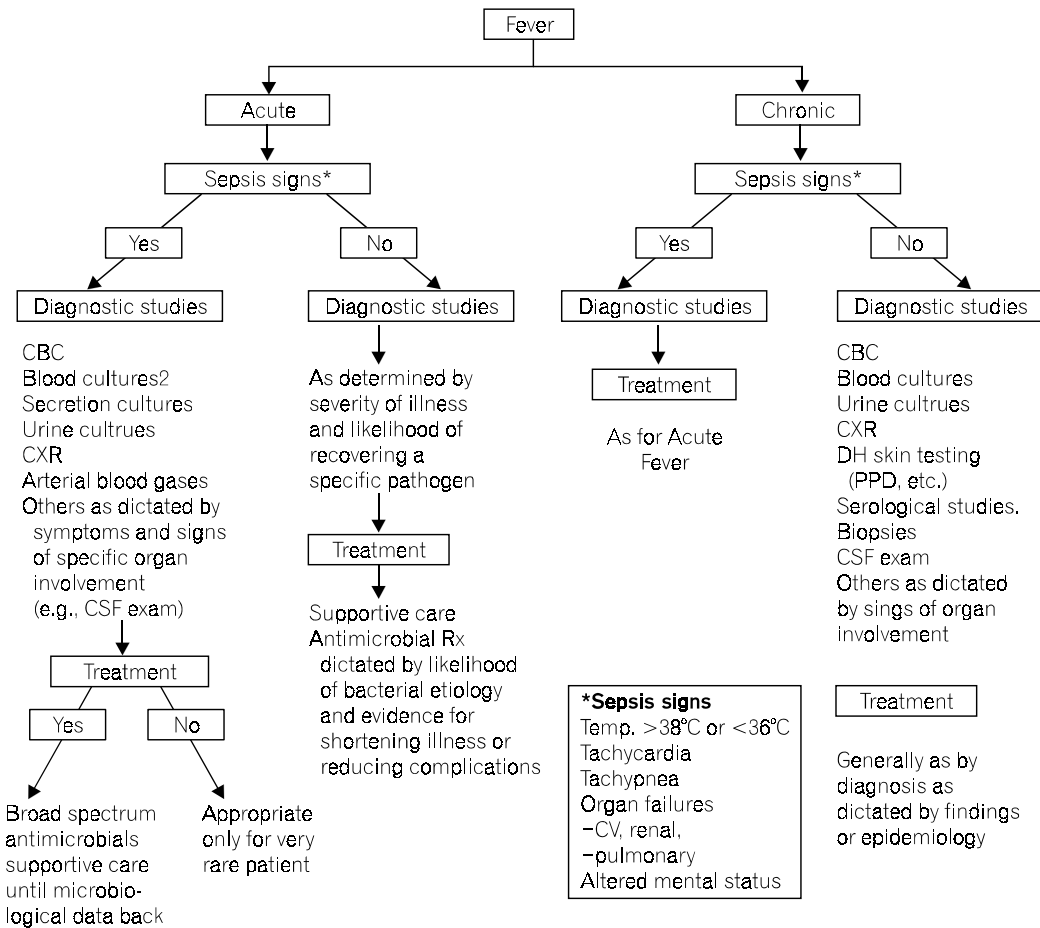 Fever
Acute
Chronic
Sepsis signs*
Sepsis signs*
Yes
No
Yes
No
Diagnostic studies
CBC
Blood cultures2
Secretion cultures
Urine cultrues
CXR
Arterial blood gases
Others as dictated by
symptoms and signs
of specific organ
involvement
(e.g., CSF exam)
Treatment
Yes
No
Broad spectrum
antimicrobials
supportive care
until microbio-
logical data back
Appropriate
only for very
rare patient
Diagnostic studies
As determined by
severity of illness
and likelihood of
recovering a
specific pathogen
Treatment
Supportive care
Antimicrobial Rx
dictated by likelihood
of bacterial etiology
and evidence for
shortening illness or
reducing complications
Diagnostic studies
Treatment
As for Acute
Fever
Diagnostic studies
CBC
Blood cultures
Urine cultrues
CXR
DH skin testing
(PPD, etc.)
Serological studies.
Biopsies
CSF exam
Others as dictated
by sings of organ
involvement
Treatment
Generally as by
diagnosis as
dictated by findings
or epidemiology
*Sepsis signs
Temp. >38°C or <36°C
Tachycardia
Tachypnea
Organ failures
-CV, renal,
-pulmonary
Altered mental status